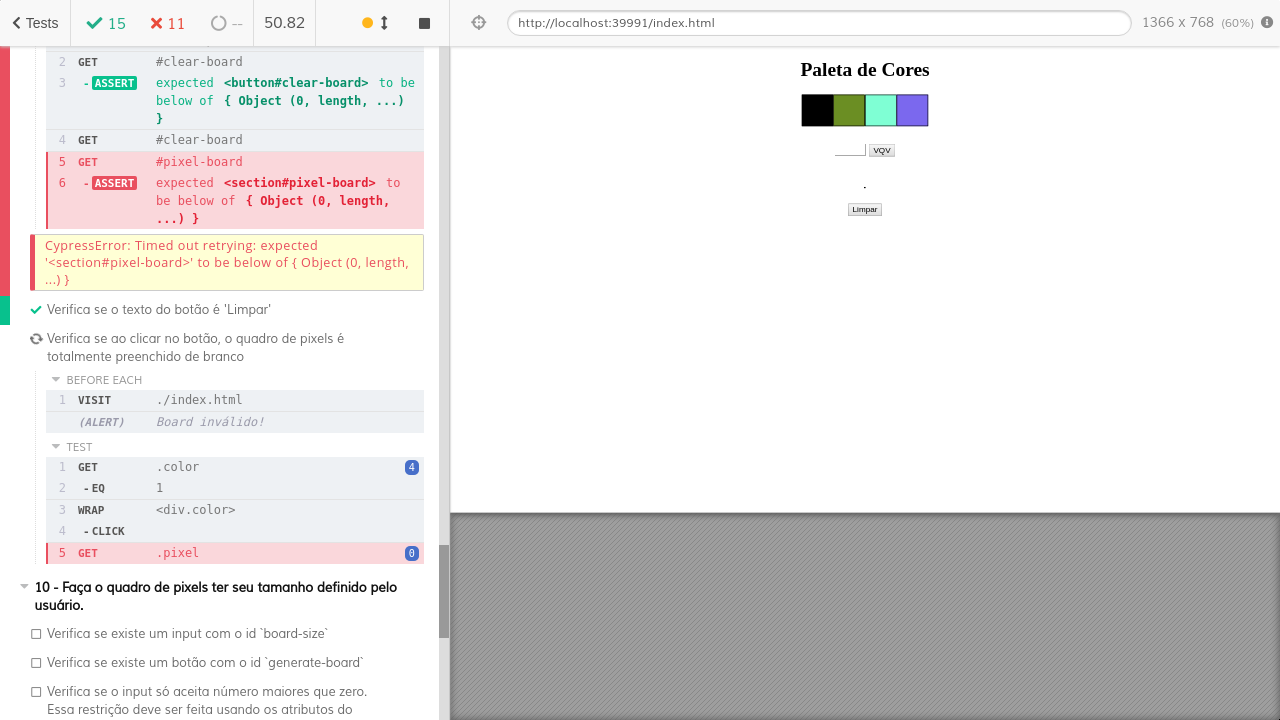 Tests
15
11
--
50.82
http://localhost:39991/index.html
1366 x 768 (60%)
2 GET #clear-board
3 - ASSERT expected <button#clear-board> to be
below of { Object (0, length, ...)
}
4 GET #clear-board
5 GET #pixel-board
6 - ASSERT expected <section#pixel-board> to
be below of { Object (0, length,
...) }
CypressError: Timed out retrying: expected
'<section#pixel-board>' to be below of { Object (0, length,
...) }
Verifica se o texto do botão é 'Limpar'
Verifica se ao clicar no botão, o quadro de pixels é
totalmente preenchido de branco
BEFORE EACH
1 VISIT ./index.html
(ALERT) Board inválido!
TEST
1 GET .color 4
2 - EQ 1
3 WRAP <div.color>
4 - CLICK
5 GET .pixel 0
10 - Faça o quadro de pixels ter seu tamanho definido pelo
usuário.
Verifica se existe um input com o id `board-size`
Verifica se existe um botão com o id `generate-board`
Verifica se o input só aceita número maiores que zero.
Essa restrição deve ser feita usando os atributos do
Paleta de Cores
VQV
Limpar